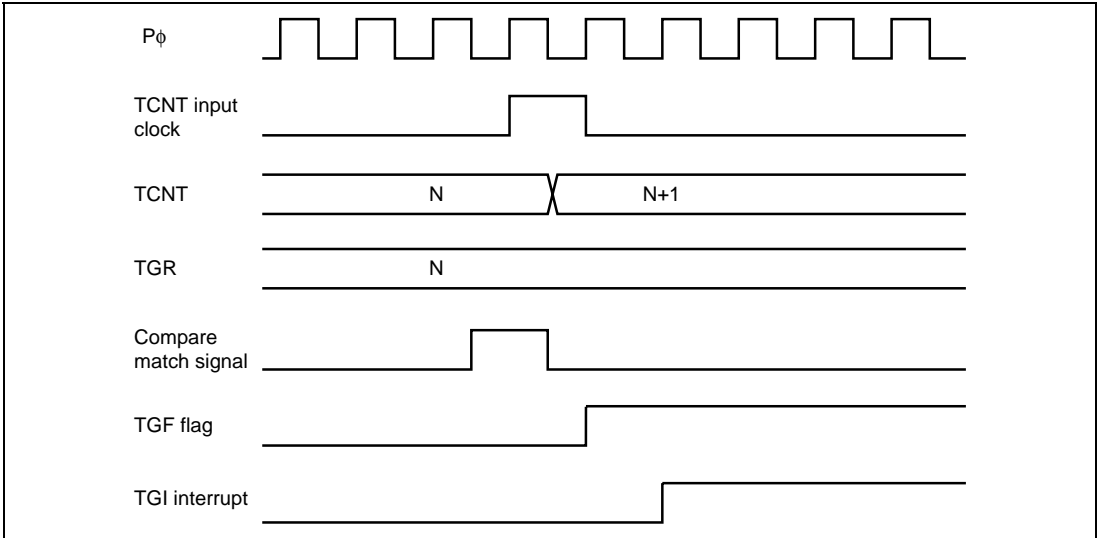 Pϕ
TCNT input
clock
TCNT
N
N+1
TGR
N
Compare
match signal
TGF flag
TGI interrupt